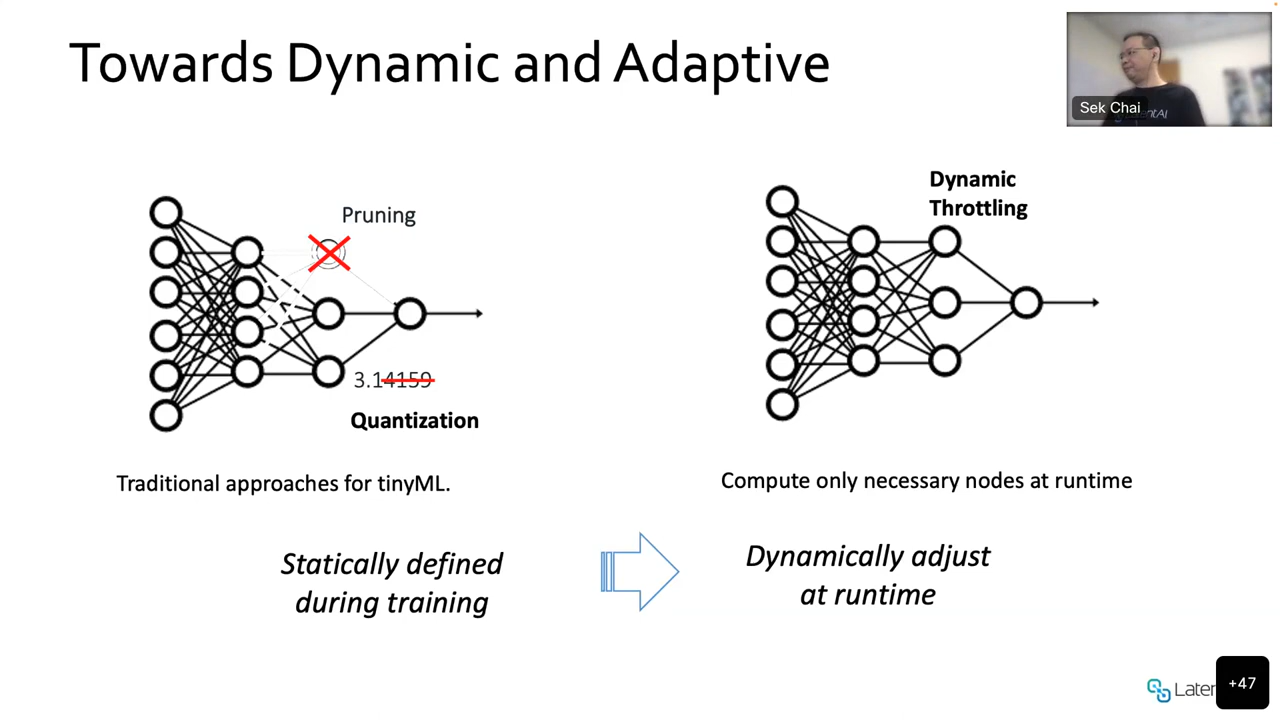 Towards Dynamic and Adaptive
Sek Chai
Pruning
3.14159
Quantization
Traditional approaches for tinyML.
Statically defined
during training
Dynamic
Throttling
Compute only necessary nodes at runtime
Dynamically adjust
at runtime
+47